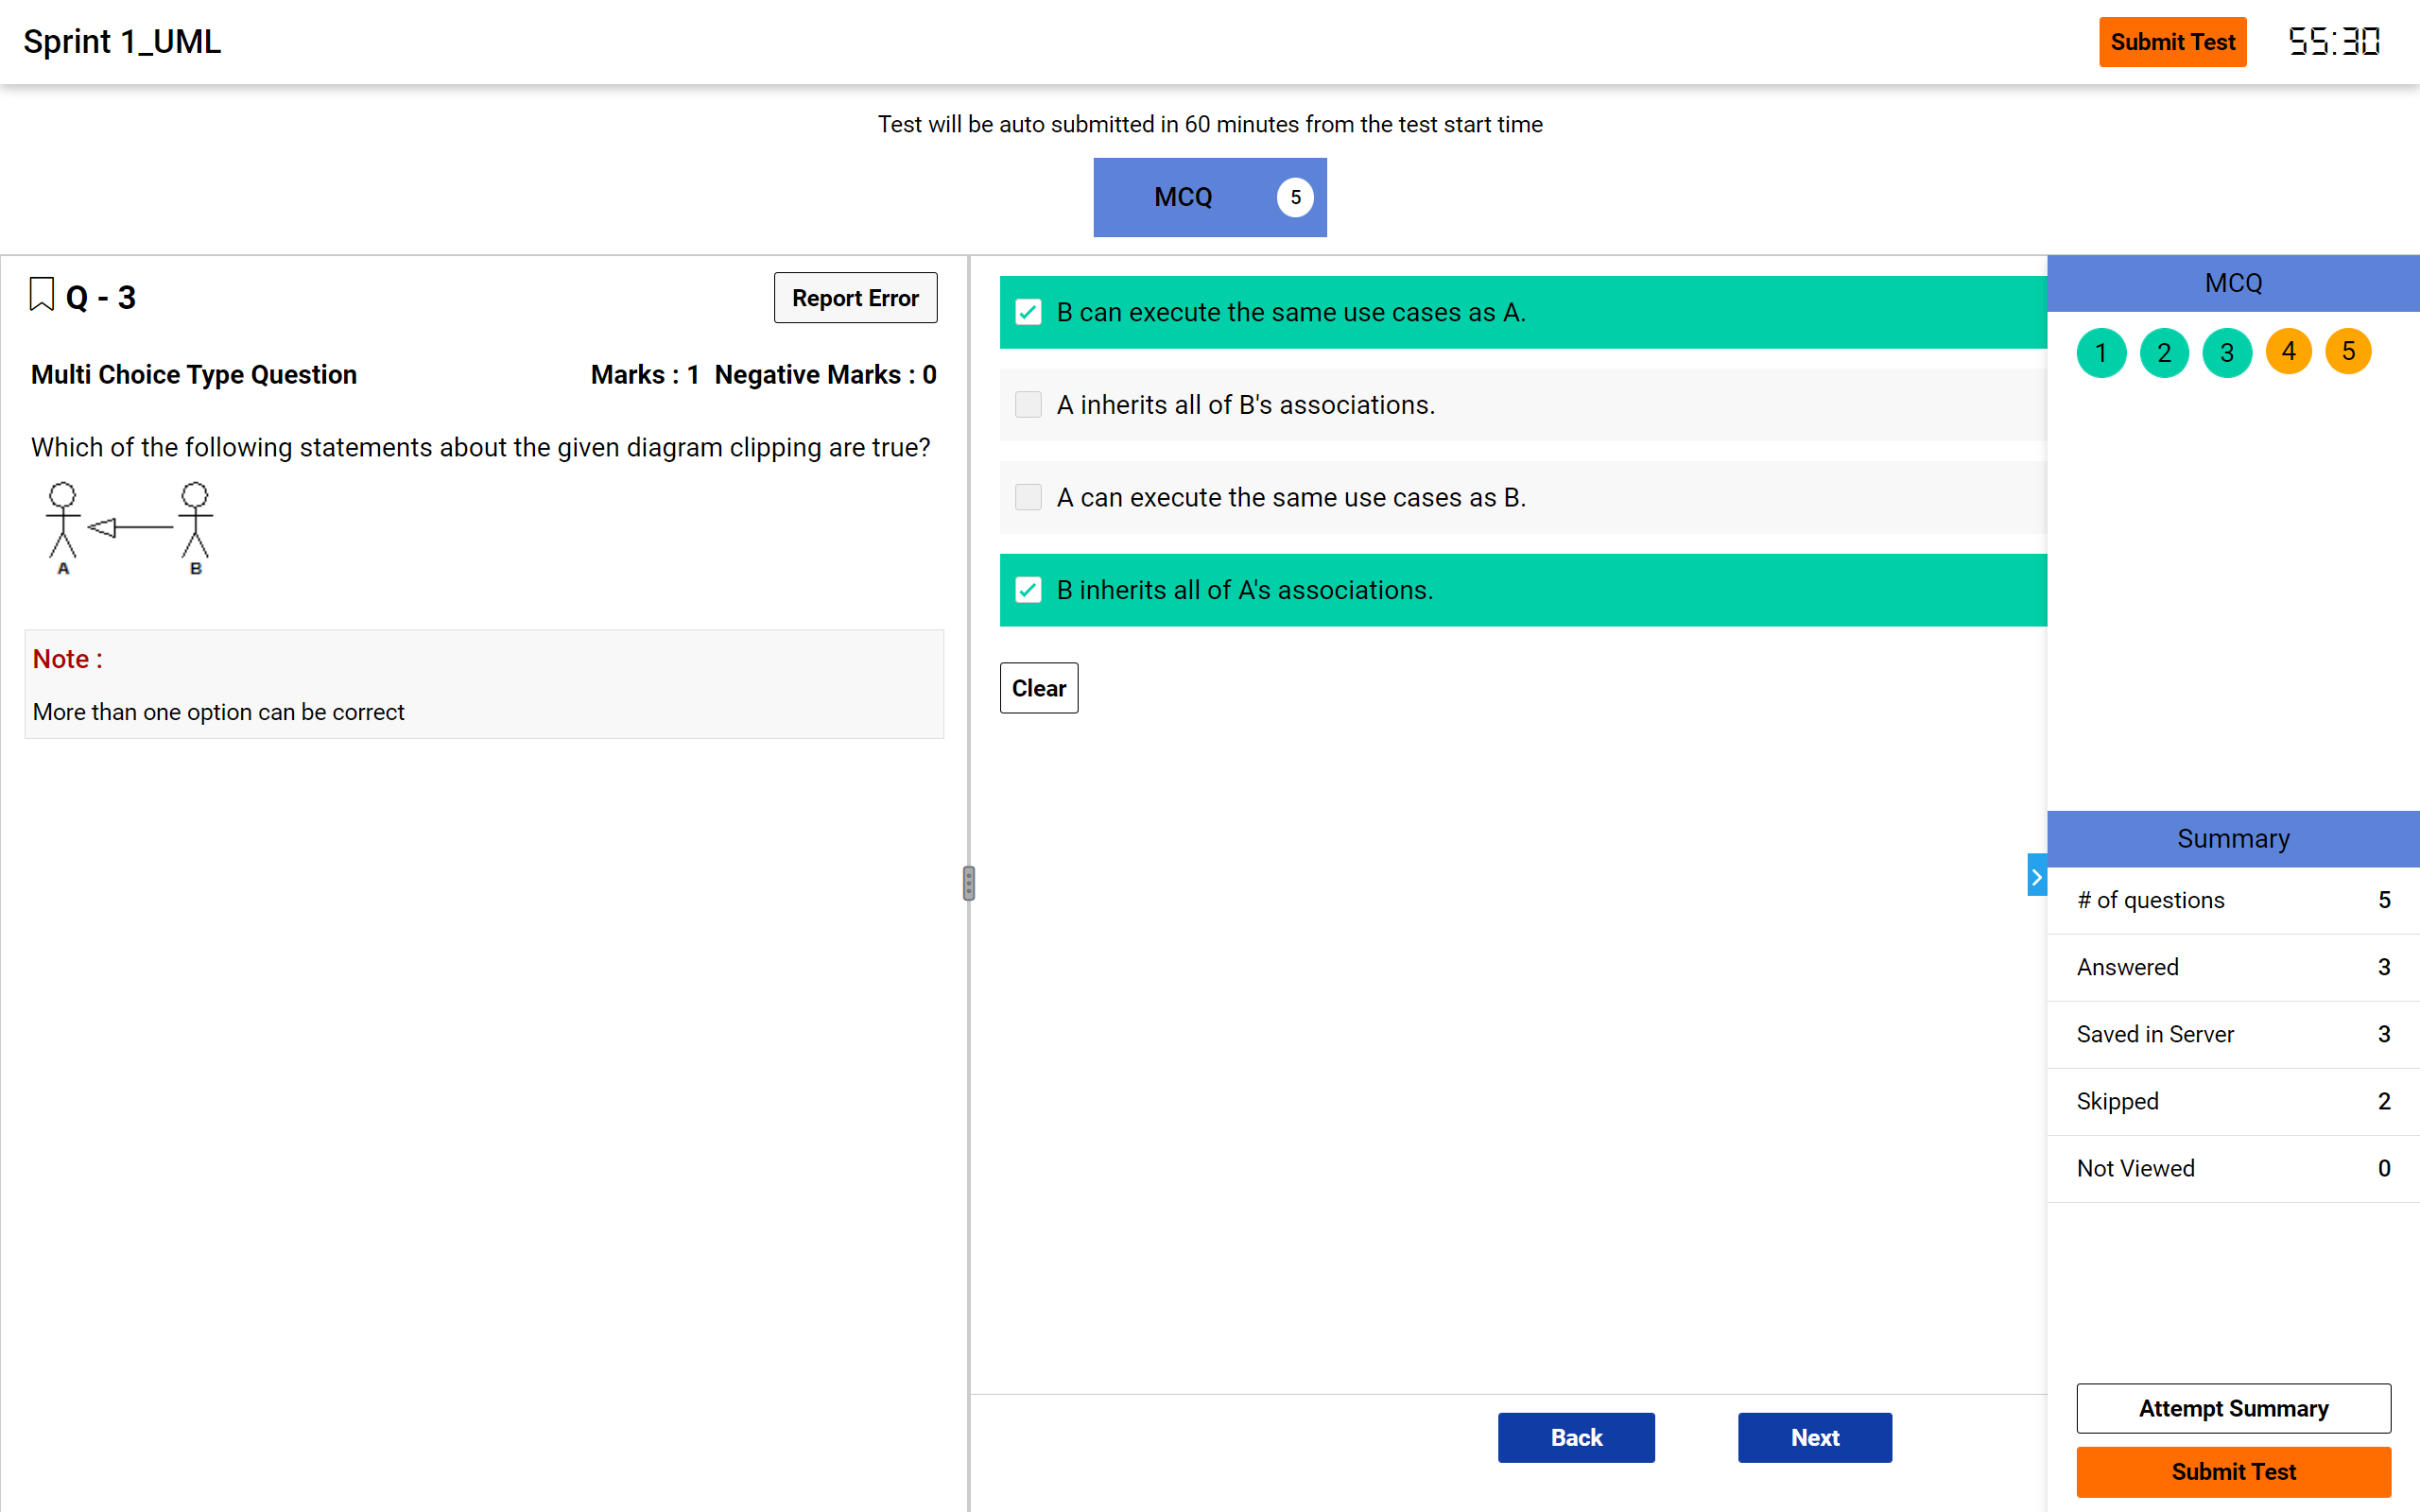 Sprint 1_UML
Submit Test
55:30
Test will be auto submitted in 60 minutes from the test start time
MCQ 5
Q - 3
Report Error
Multi Choice Type Question
Marks : 1 Negative Marks : 0
Which of the following statements about the given diagram clipping are true?
A B
Note :
More than one option can be correct
B can execute the same use cases as A.
A inherits all of B's associations.
A can execute the same use cases as B.
B inherits all of A's associations.
Clear
Back Next
MCQ
1 2 3 4 5
Summary
# of questions 5
Answered 3
Saved in Server 3
Skipped 2
Not Viewed 0
Attempt Summary
Submit Test